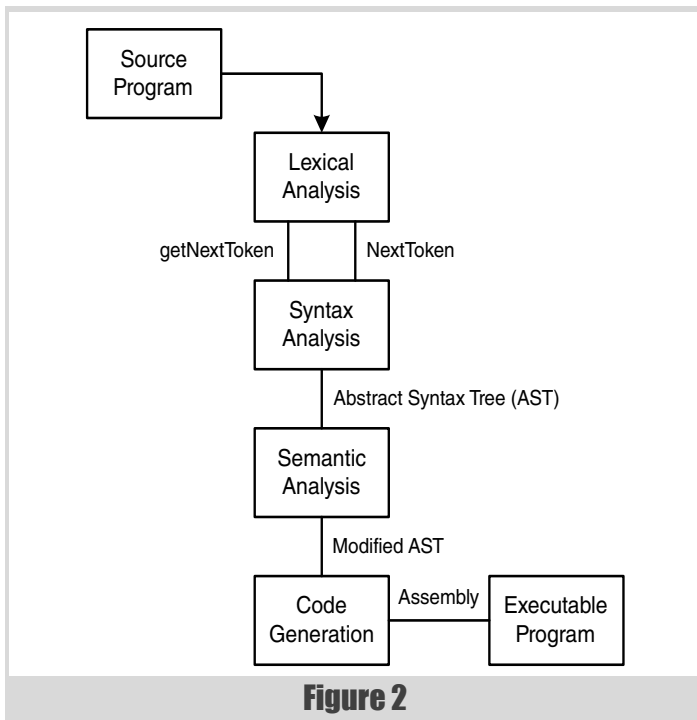 Source
Program
Lexical
Analysis
getNextToken
NextToken
Syntax
Analysis
Abstract Syntax Tree (AST)
Semantic
Analysis
Modified AST
Code
Generation
Assembly
Executable
Program
Figure 2